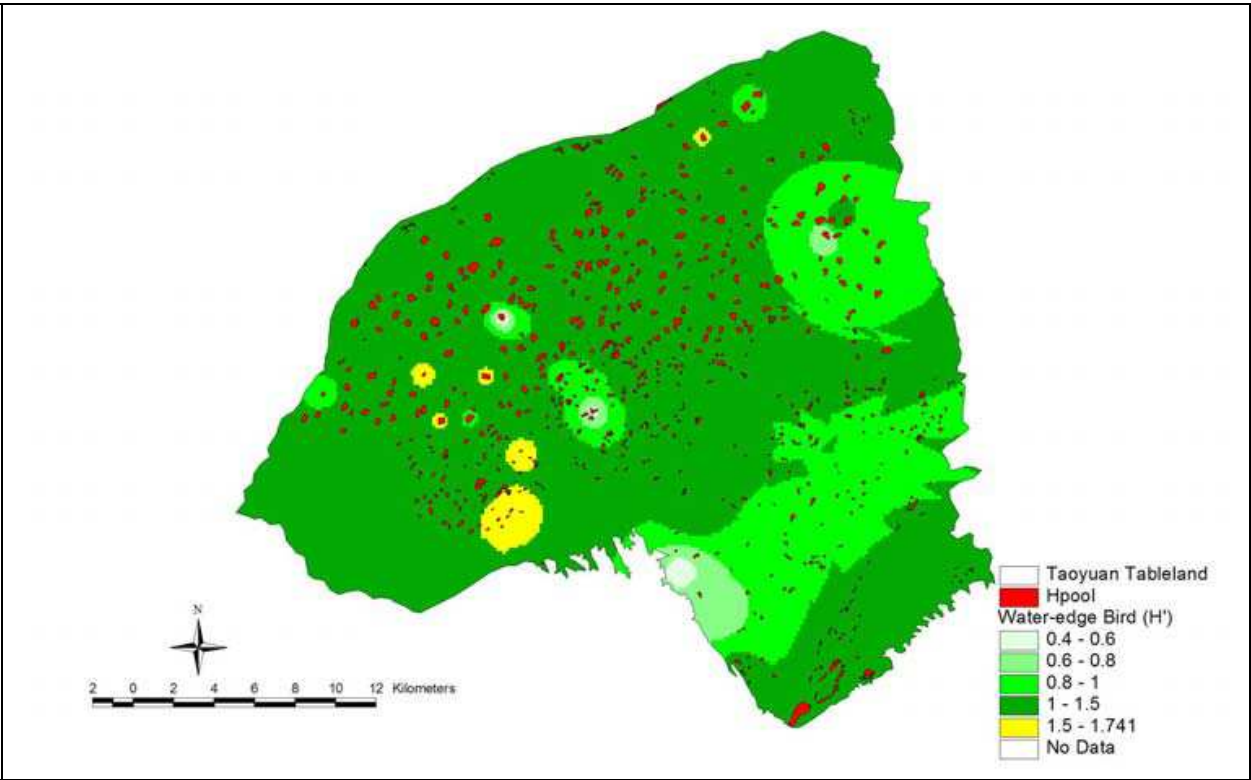 Taoyuan Tableland
Hpool
Water-edge Bird (H')
0.4 - 0.6
0.6 - 0.8
0.8 - 1
1 - 1.5
1.5 - 1.741
No Data
N
2 0 2 4 6 8 10 12 Kilometers